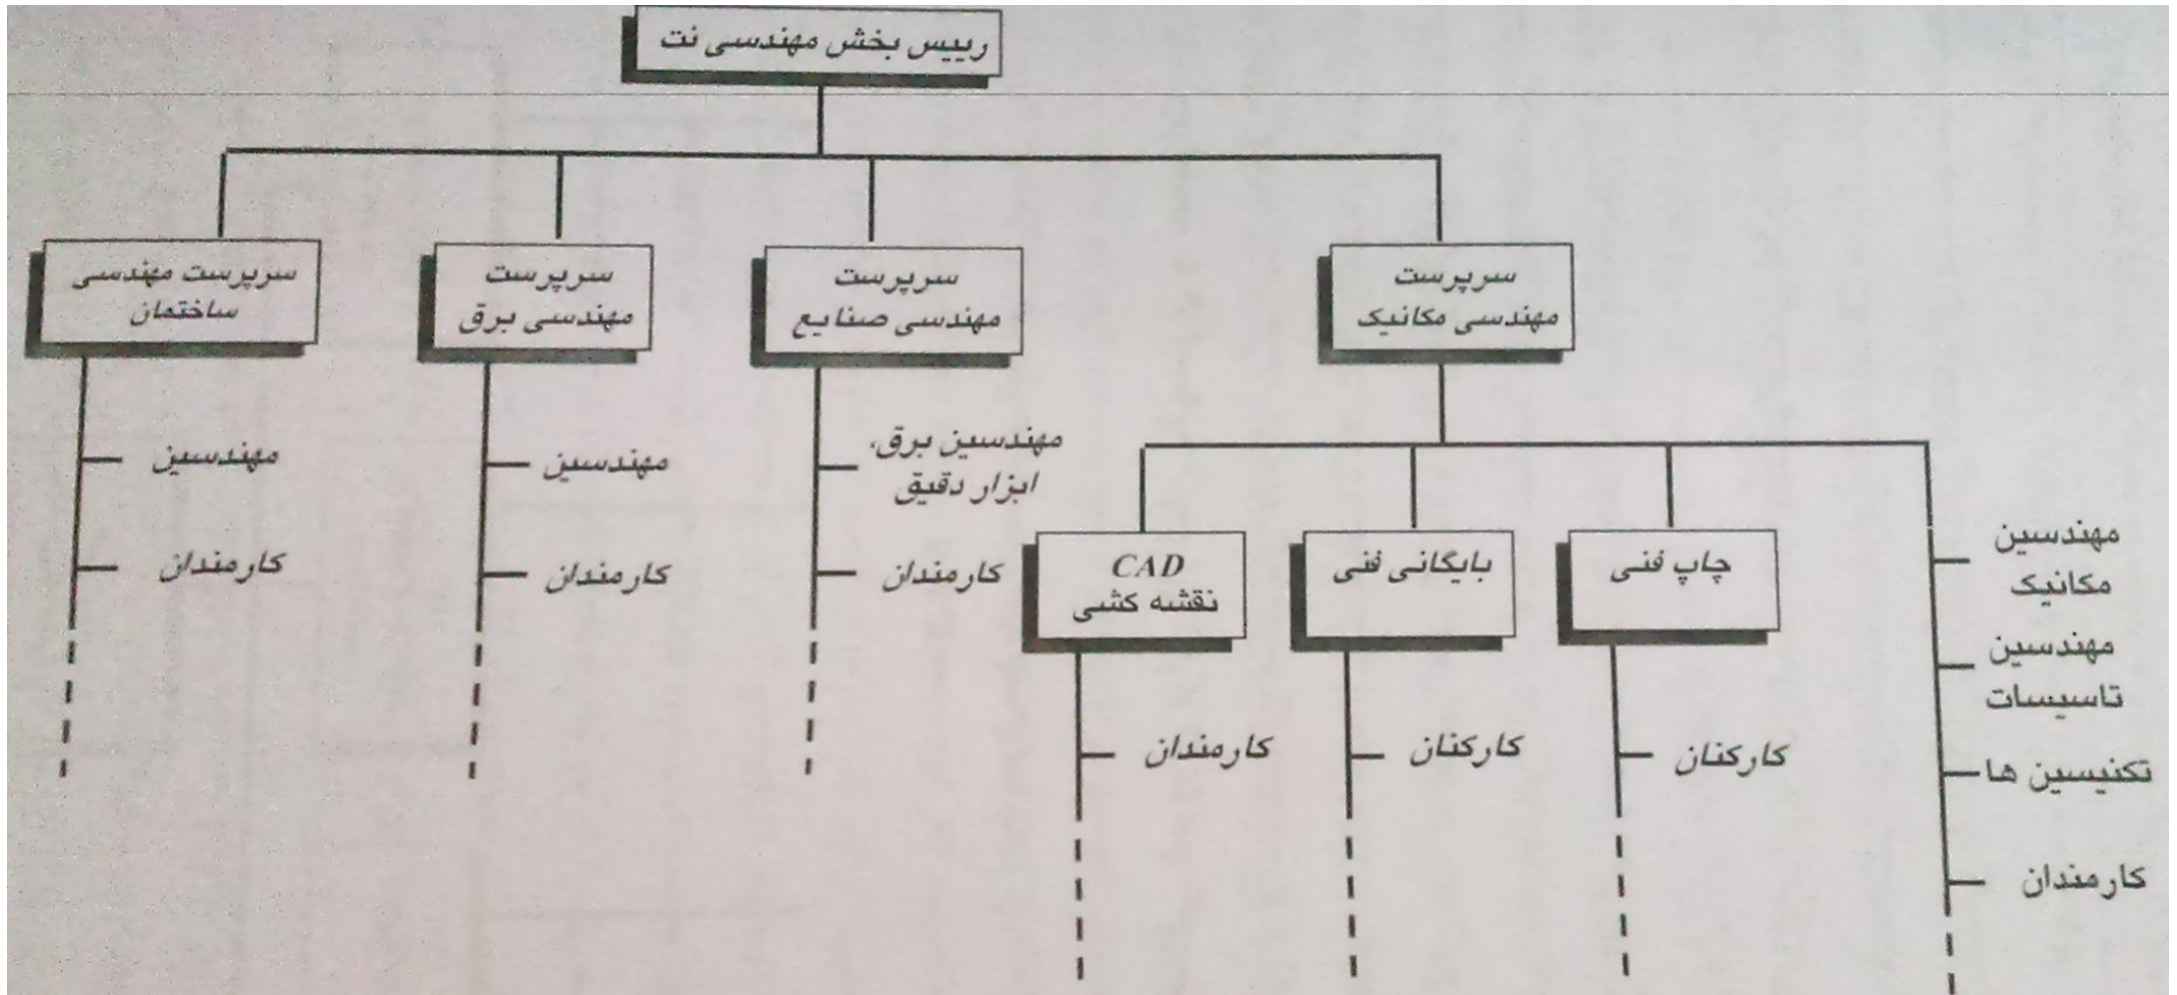 رییس بخش مهندسی نت
سرپرست
مهندسی مکانیک
سرپرست
مهندسی صنایع
سرپرست
مهندسی برق
سرپرست مهندسی
ساختمان
مهندسین
مکانیک
مهندسین
تاسیسات
تکنیسین ها
کارمندان
چاپ فنی
کارکنان
بایگانی فنی
کارکنان
CAD
نقشه کشی
کارمندان
مهندسین برق،
ابزار دقیق
کارمندان
مهندسین
کارمندان
مهندسین
کارمندان